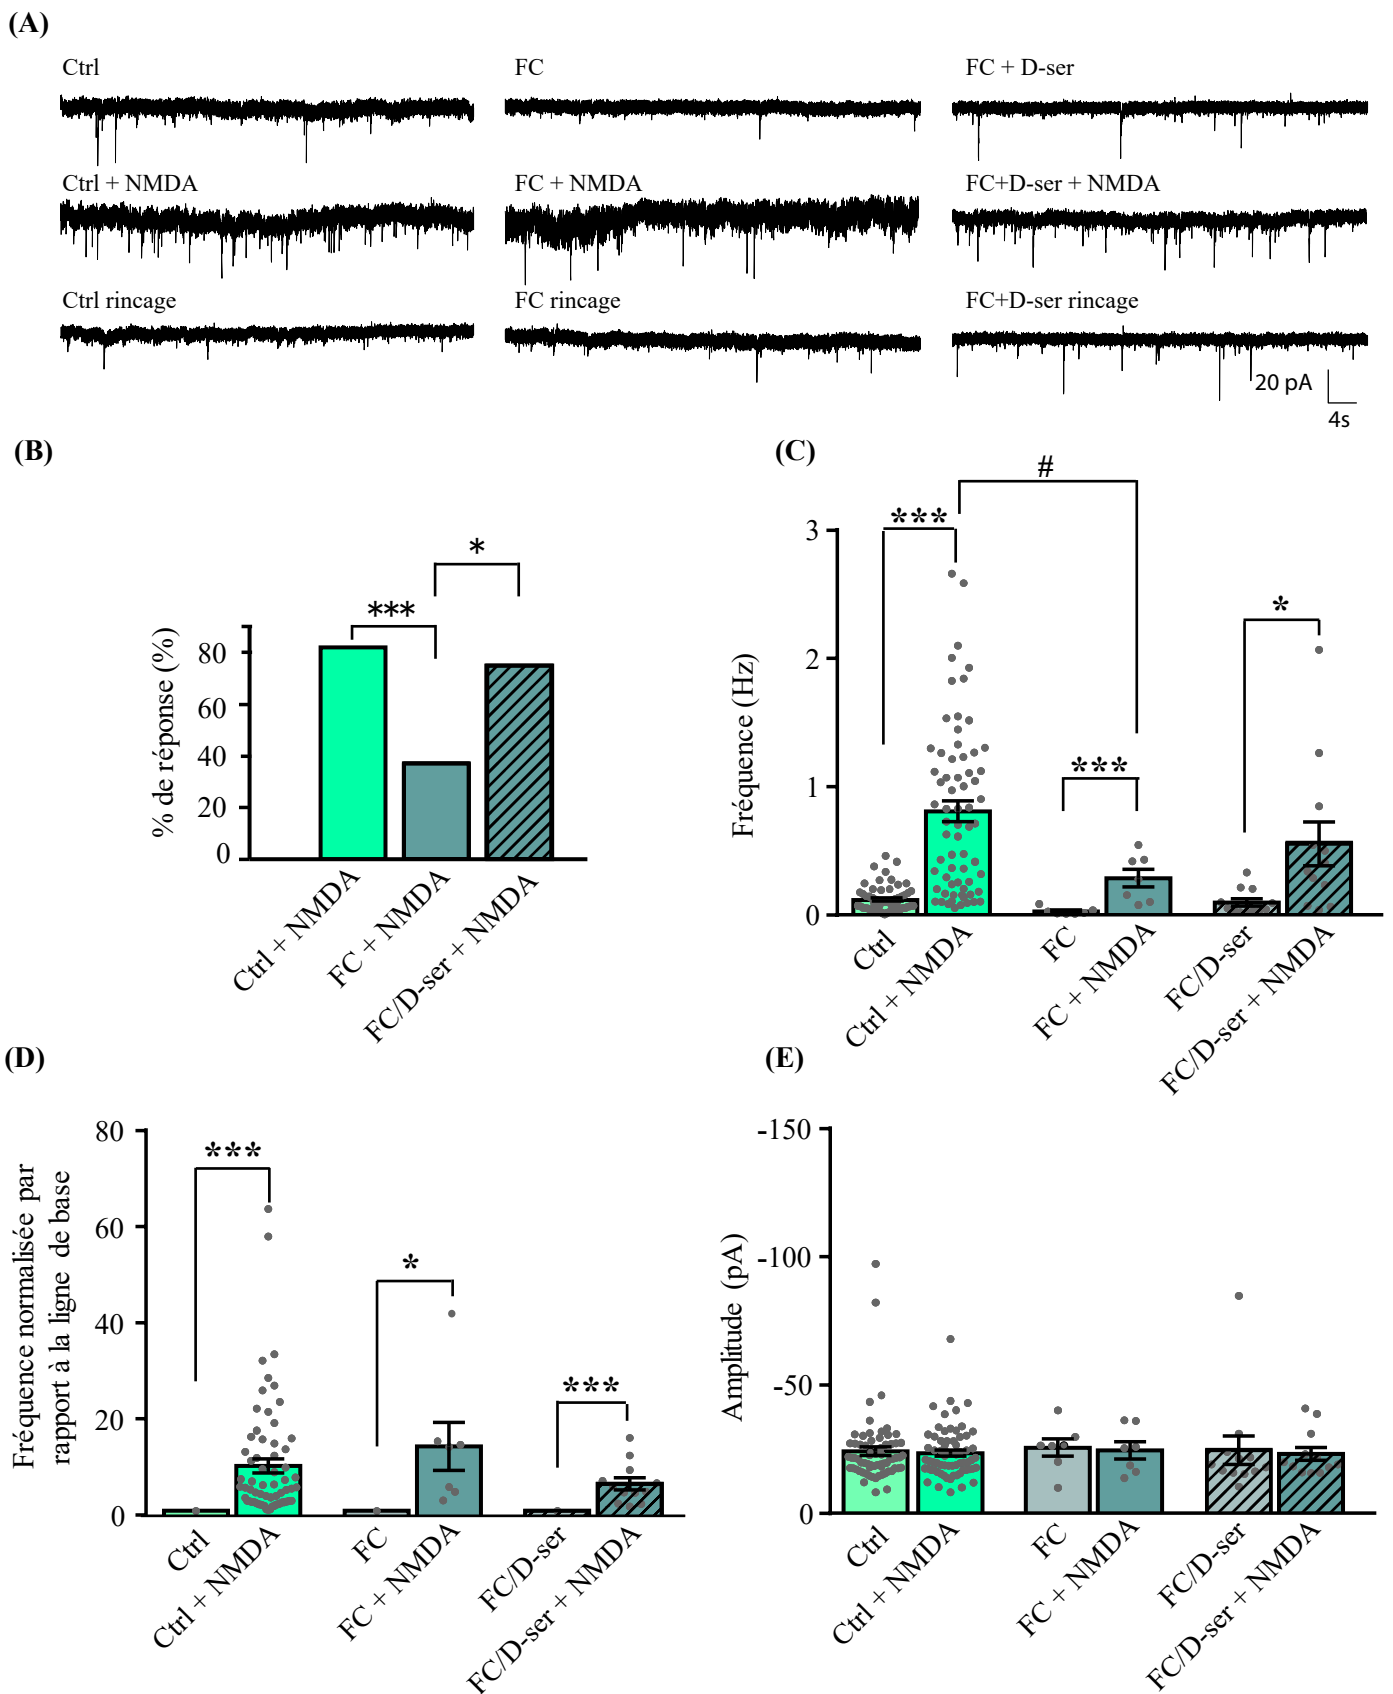 (A)
Ctrl
FC
FC + D-ser
Ctrl + NMDA
FC + NMDA
FC+D-ser + NMDA
Ctrl rincage
FC rincage
FC+D-ser rincage
20 pA
4s
(B)
% de réponse (%)
80
60
40
20
0
***
*
Ctrl + NMDA
FC + NMDA
FC/D-ser + NMDA
(C)
Fréquence (Hz)
3
2
1
0
***
#
***
*
Ctrl
Ctrl + NMDA
FC
FC + NMDA
FC/D-ser
FC/D-ser + NMDA
(D)
Fréquence normalisée par
rapport à la ligne de base
80
60
40
20
0
***
*
***
Ctrl
Ctrl + NMDA
FC
FC + NMDA
FC/D-ser
FC/D-ser + NMDA
(E)
Amplitude (pA)
-150
-100
-50
0
Ctrl
Ctrl + NMDA
FC
FC + NMDA
FC/D-ser
FC/D-ser + NMDA